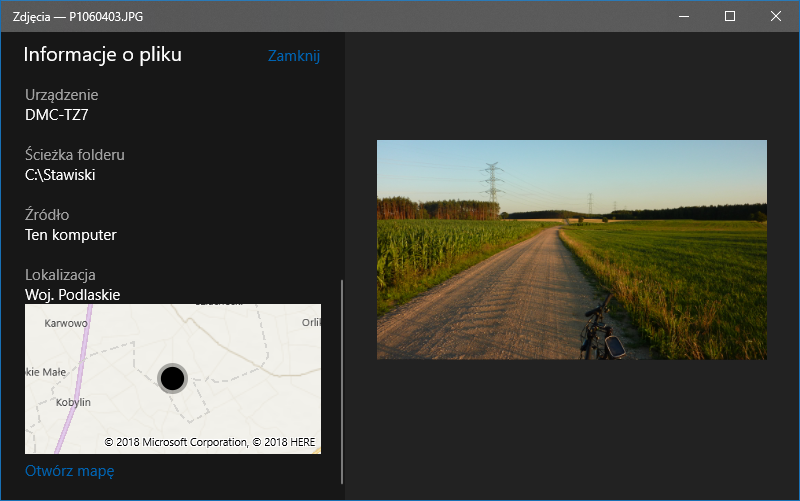 Zdjęcia — P1060403.JPG
Informacje o pliku
Zamknij
Urządzenie
DMC-TZ7
Ścieżka folderu
C:\Stawiski
Źródło
Ten komputer
Lokalizacja
Woj. Podlaskie
Karwowo
Orlik
kie Małe
Kobylin
© 2018 Microsoft Corporation, © 2018 HERE
Otwórz mapę